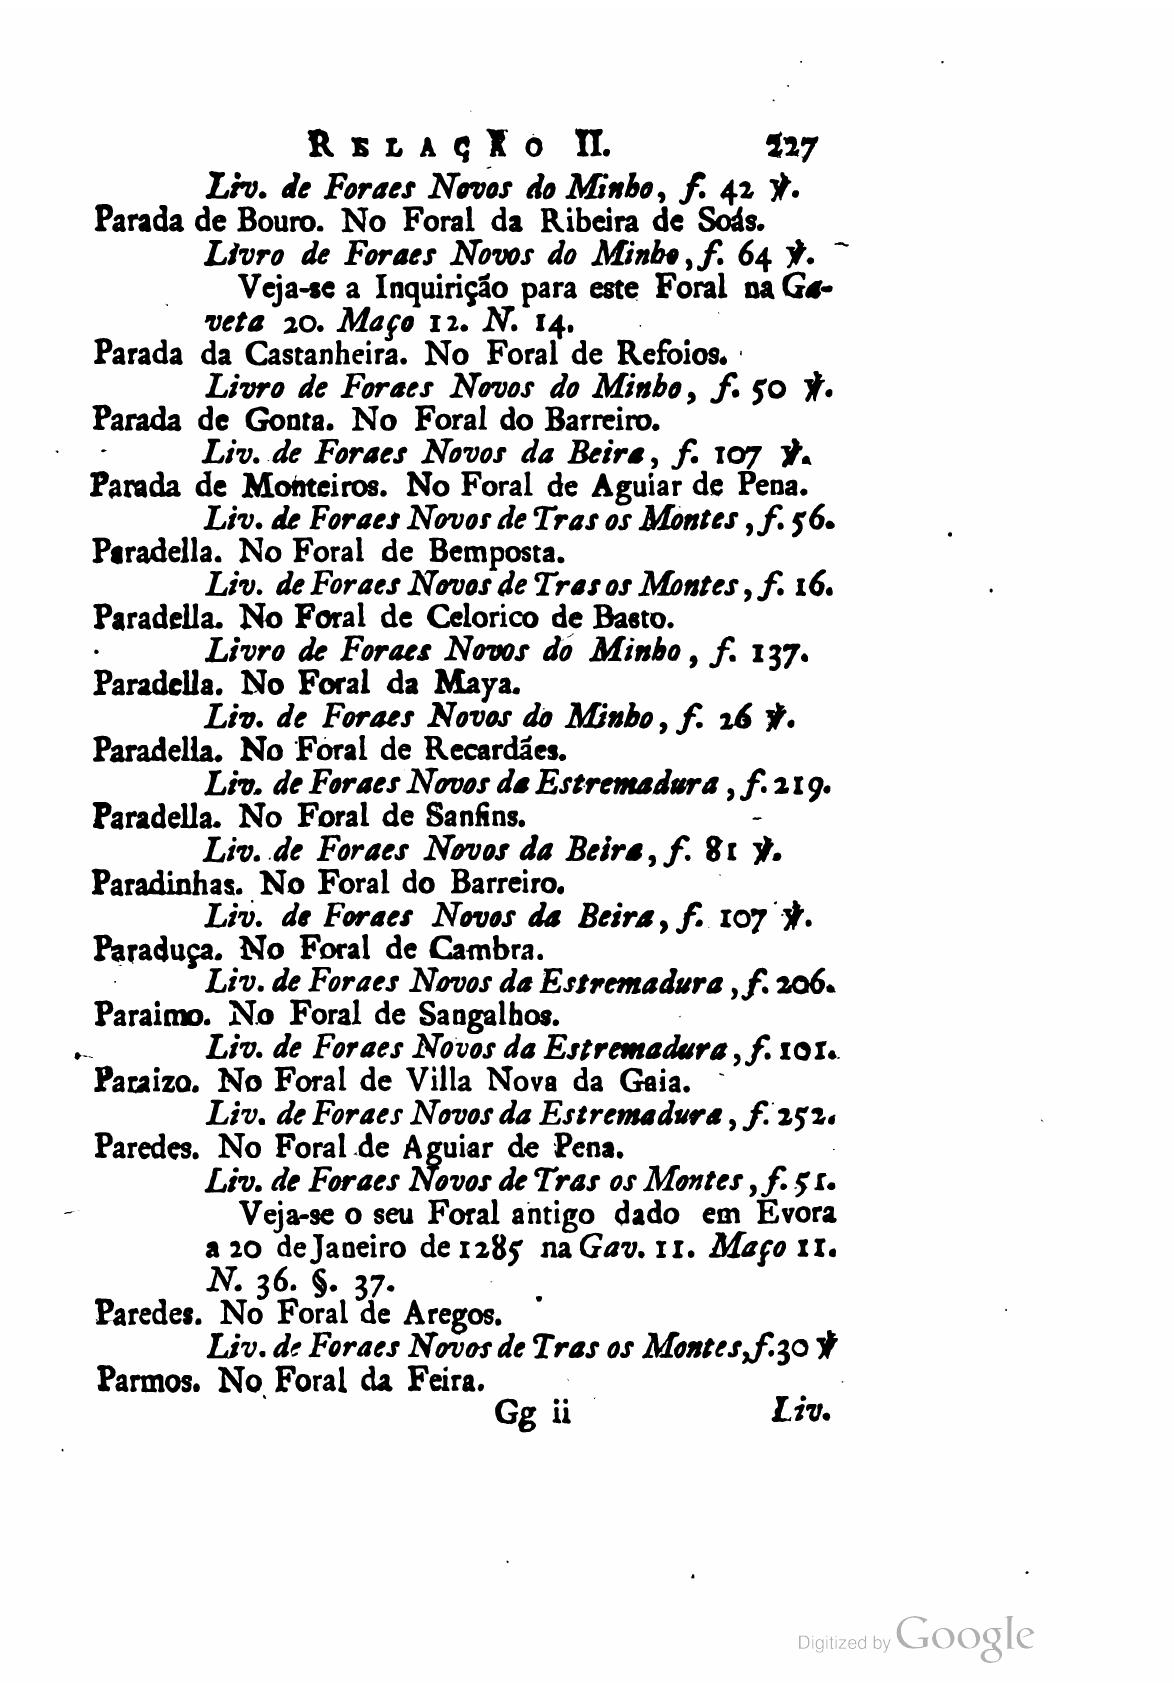 RELAÇÃO II. 227
Liv. de Foraes Novos do Minho, f. 42 ℣.
Parada de Bouro. No Foral da Ribeira de Soás.
Livro de Foraes Novos do Minho, f. 64 ℣.
Veja-se a Inquirição para este Foral na Ga-
veta 20. Maço 12. N. 14.
Parada da Castanheira. No Foral de Refoios.
Livro de Foraes Novos do Minho, f. 50 ℣.
Parada de Gonta. No Foral do Barreiro.
Liv. de Foraes Novos da Beira, f. 107 ℣.
Parada de Monteiros. No Foral de Aguiar de Pena.
Liv. de Foraes Novos de Tras os Montes, f. 56.
Paradella. No Foral de Bemposta.
Liv. de Foraes Novos de Tras os Montes, f. 16.
Paradella. No Foral de Celorico de Basto.
Livro de Foraes Novos do Minho, f. 137.
Paradella. No Foral da Maya.
Liv. de Foraes Novos do Minho, f. 26 ℣.
Paradella. No Foral de Recardães.
Liv. de Foraes Novos da Estremadura, f. 219.
Paradella. No Foral de Sanfins.
Liv. de Foraes Novos da Beira, f. 81 ℣.
Paradinhas. No Foral do Barreiro.
Liv. de Foraes Novos da Beira, f. 107 ℣.
Paraduça. No Foral de Cambra.
Liv. de Foraes Novos da Estremadura, f. 206.
Paraimo. No Foral de Sangalhos.
Liv. de Foraes Novos da Estremadura, f. 101.
Paraizo. No Foral de Villa Nova da Gaia.
Liv. de Foraes Novos da Estremadura, f. 252.
Paredes. No Foral de Aguiar de Pena.
Liv. de Foraes Novos de Tras os Montes, f. 51.
Veja-se o seu Foral antigo dado em Evora
a 20 de Janeiro de 1285 na Gav. 11. Maço 11.
N. 36. §. 37.
Paredes. No Foral de Aregos.
Liv. de Foraes Novos de Tras os Montes, f. 30 ℣
Parmos. No Foral da Feira.
Gg ii Liv.
Digitized by Google